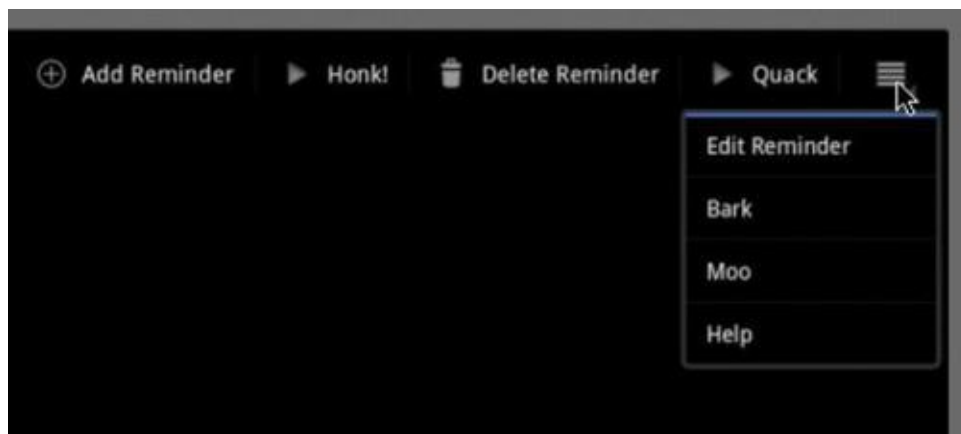 Add Reminder Honk! Delete Reminder Quack
Edit Reminder
Bark
Moo
Help